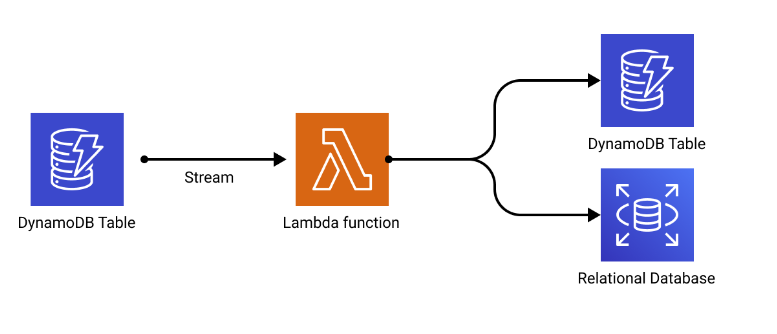 DynamoDB Table
Stream
Lambda function
DynamoDB Table
Relational Database